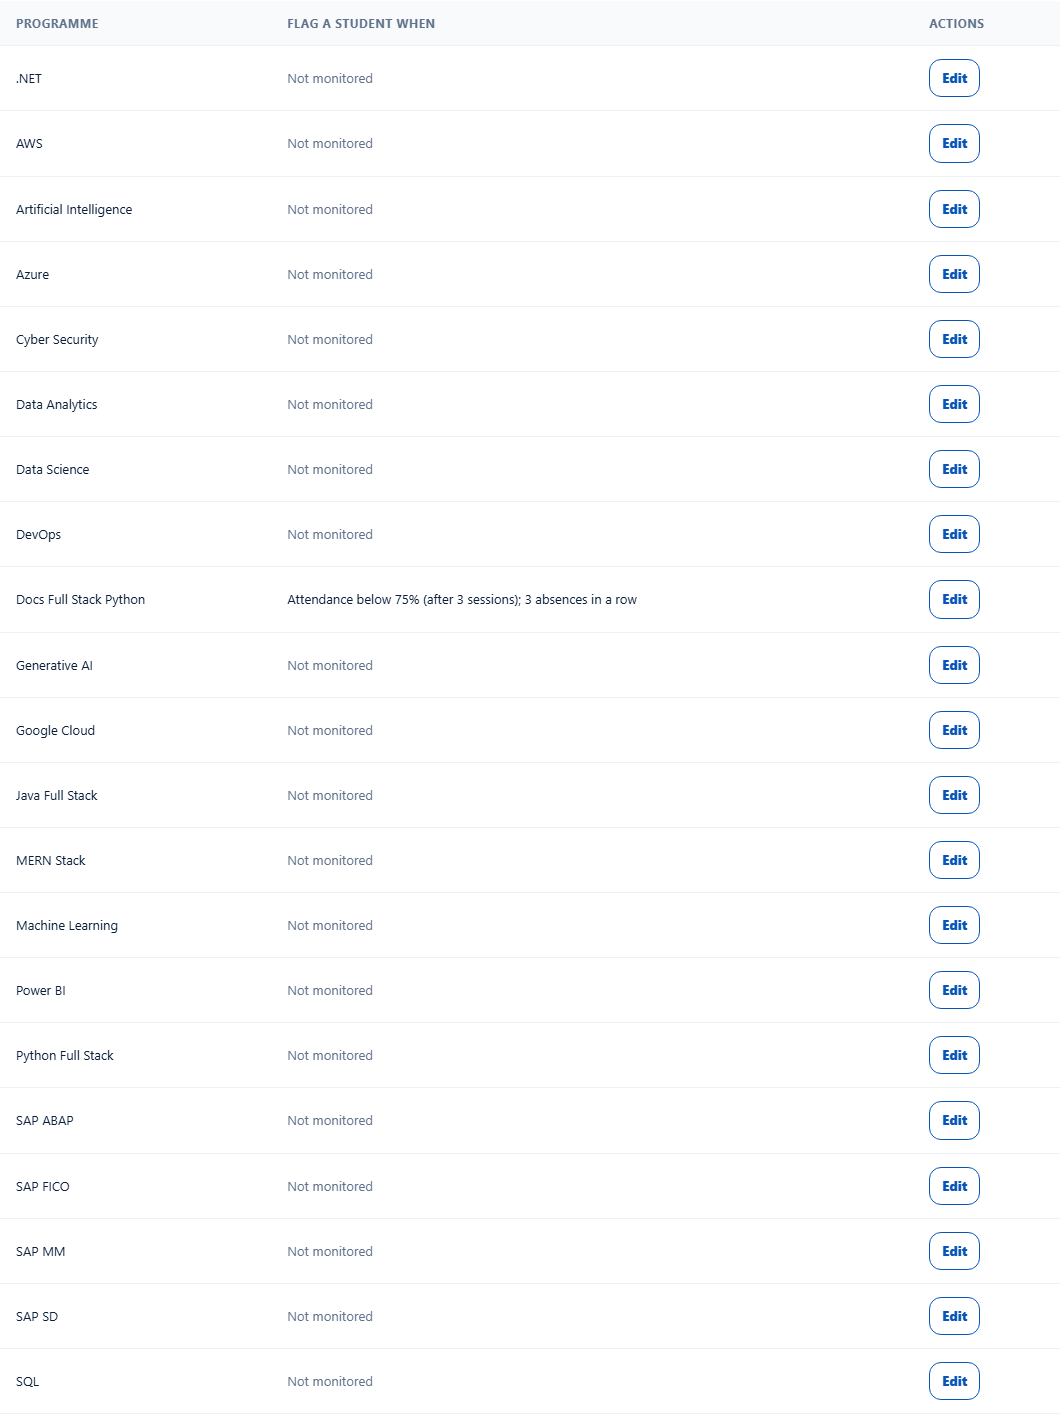 PROGRAMME FLAG A STUDENT WHEN ACTIONS
.NET Not monitored Edit
AWS Not monitored Edit
Artificial Intelligence Not monitored Edit
Azure Not monitored Edit
Cyber Security Not monitored Edit
Data Analytics Not monitored Edit
Data Science Not monitored Edit
DevOps Not monitored Edit
Docs Full Stack Python Attendance below 75% (after 3 sessions); 3 absences in a row Edit
Generative AI Not monitored Edit
Google Cloud Not monitored Edit
Java Full Stack Not monitored Edit
MERN Stack Not monitored Edit
Machine Learning Not monitored Edit
Power BI Not monitored Edit
Python Full Stack Not monitored Edit
SAP ABAP Not monitored Edit
SAP FICO Not monitored Edit
SAP MM Not monitored Edit
SAP SD Not monitored Edit
SQL Not monitored Edit